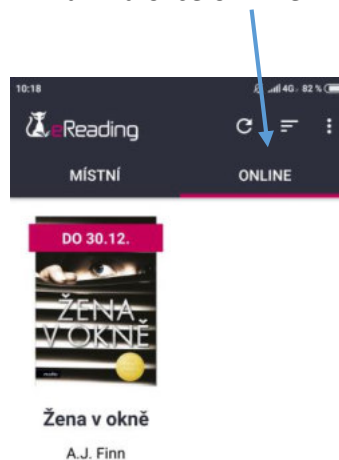 10:18 4G 82 %
eReading
MÍSTNÍ ONLINE
DO 30.12.
ŽENA
V OKNĚ
Žena v okně
A.J. Finn